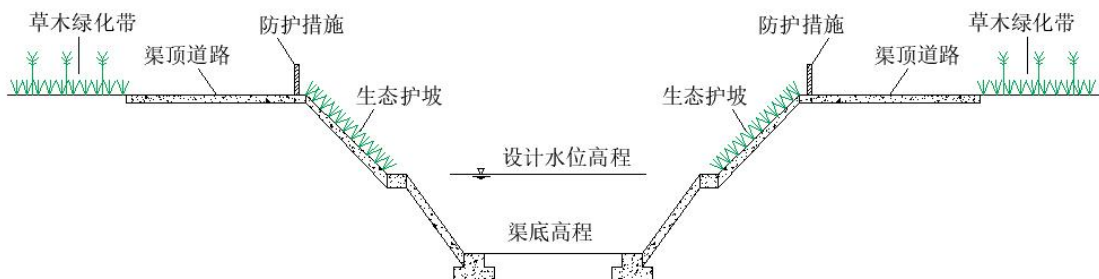 草木绿化带
防护措施
防护措施
草木绿化带
渠顶道路
渠顶道路
生态护坡
生态护坡
设计水位高程
渠底高程